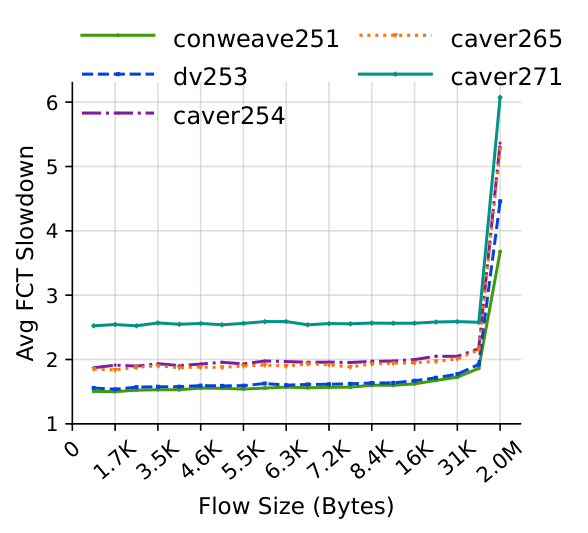 conweave251
dv253
caver254
caver265
caver271
Avg FCT Slowdown
6
5
4
3
2
1
0 1.7K 3.5K 4.6K 5.5K 6.3K 7.2K 8.4K 16K 31K 2.0M
Flow Size (Bytes)